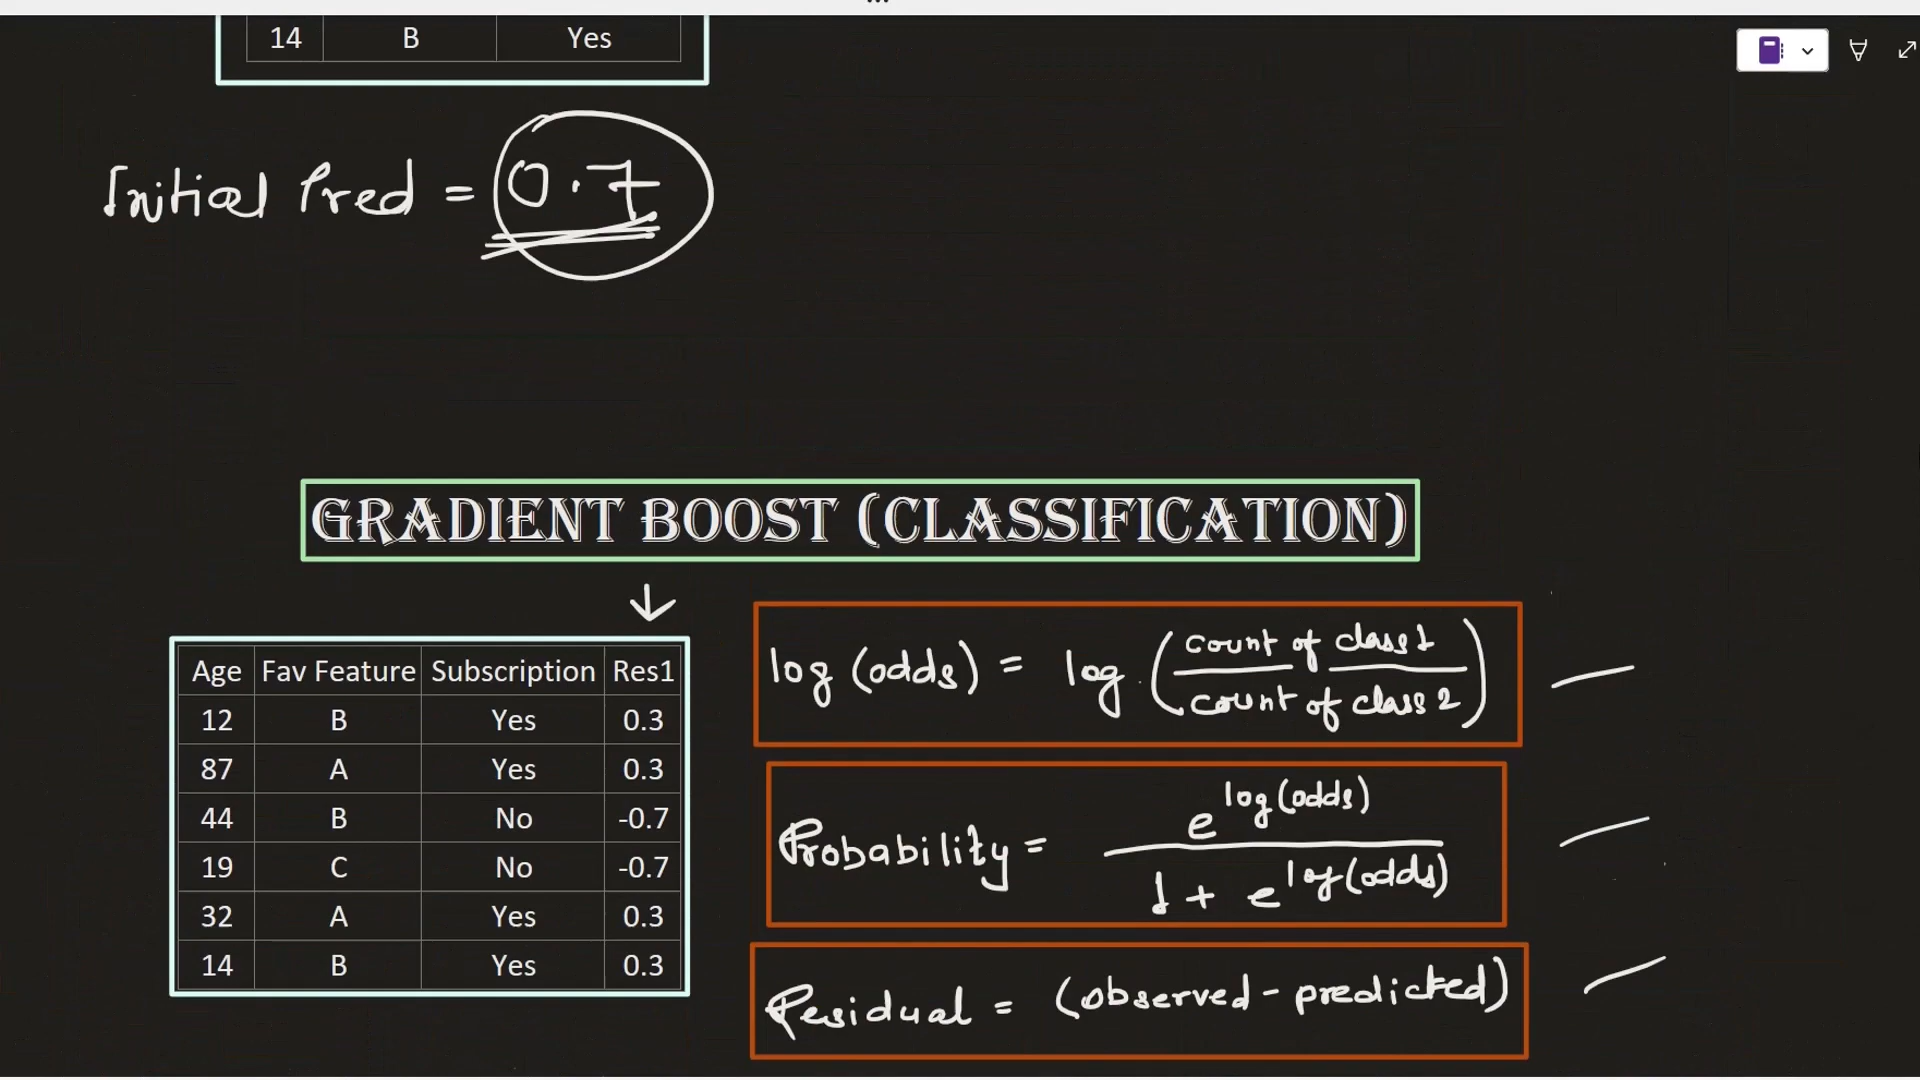 14 B Yes
Initial Pred = 0.7
GRADIENT BOOST (CLASSIFICATION)
Age Fav Feature Subscription Res1
12 B Yes 0.3
87 A Yes 0.3
44 B No -0.7
19 C No -0.7
32 A Yes 0.3
14 B Yes 0.3
log (odds) = log (count of class 1 / count of class 2)
Probability = e^log(odds) / 1 + e^log(odds)
Residual = (observed - predicted)